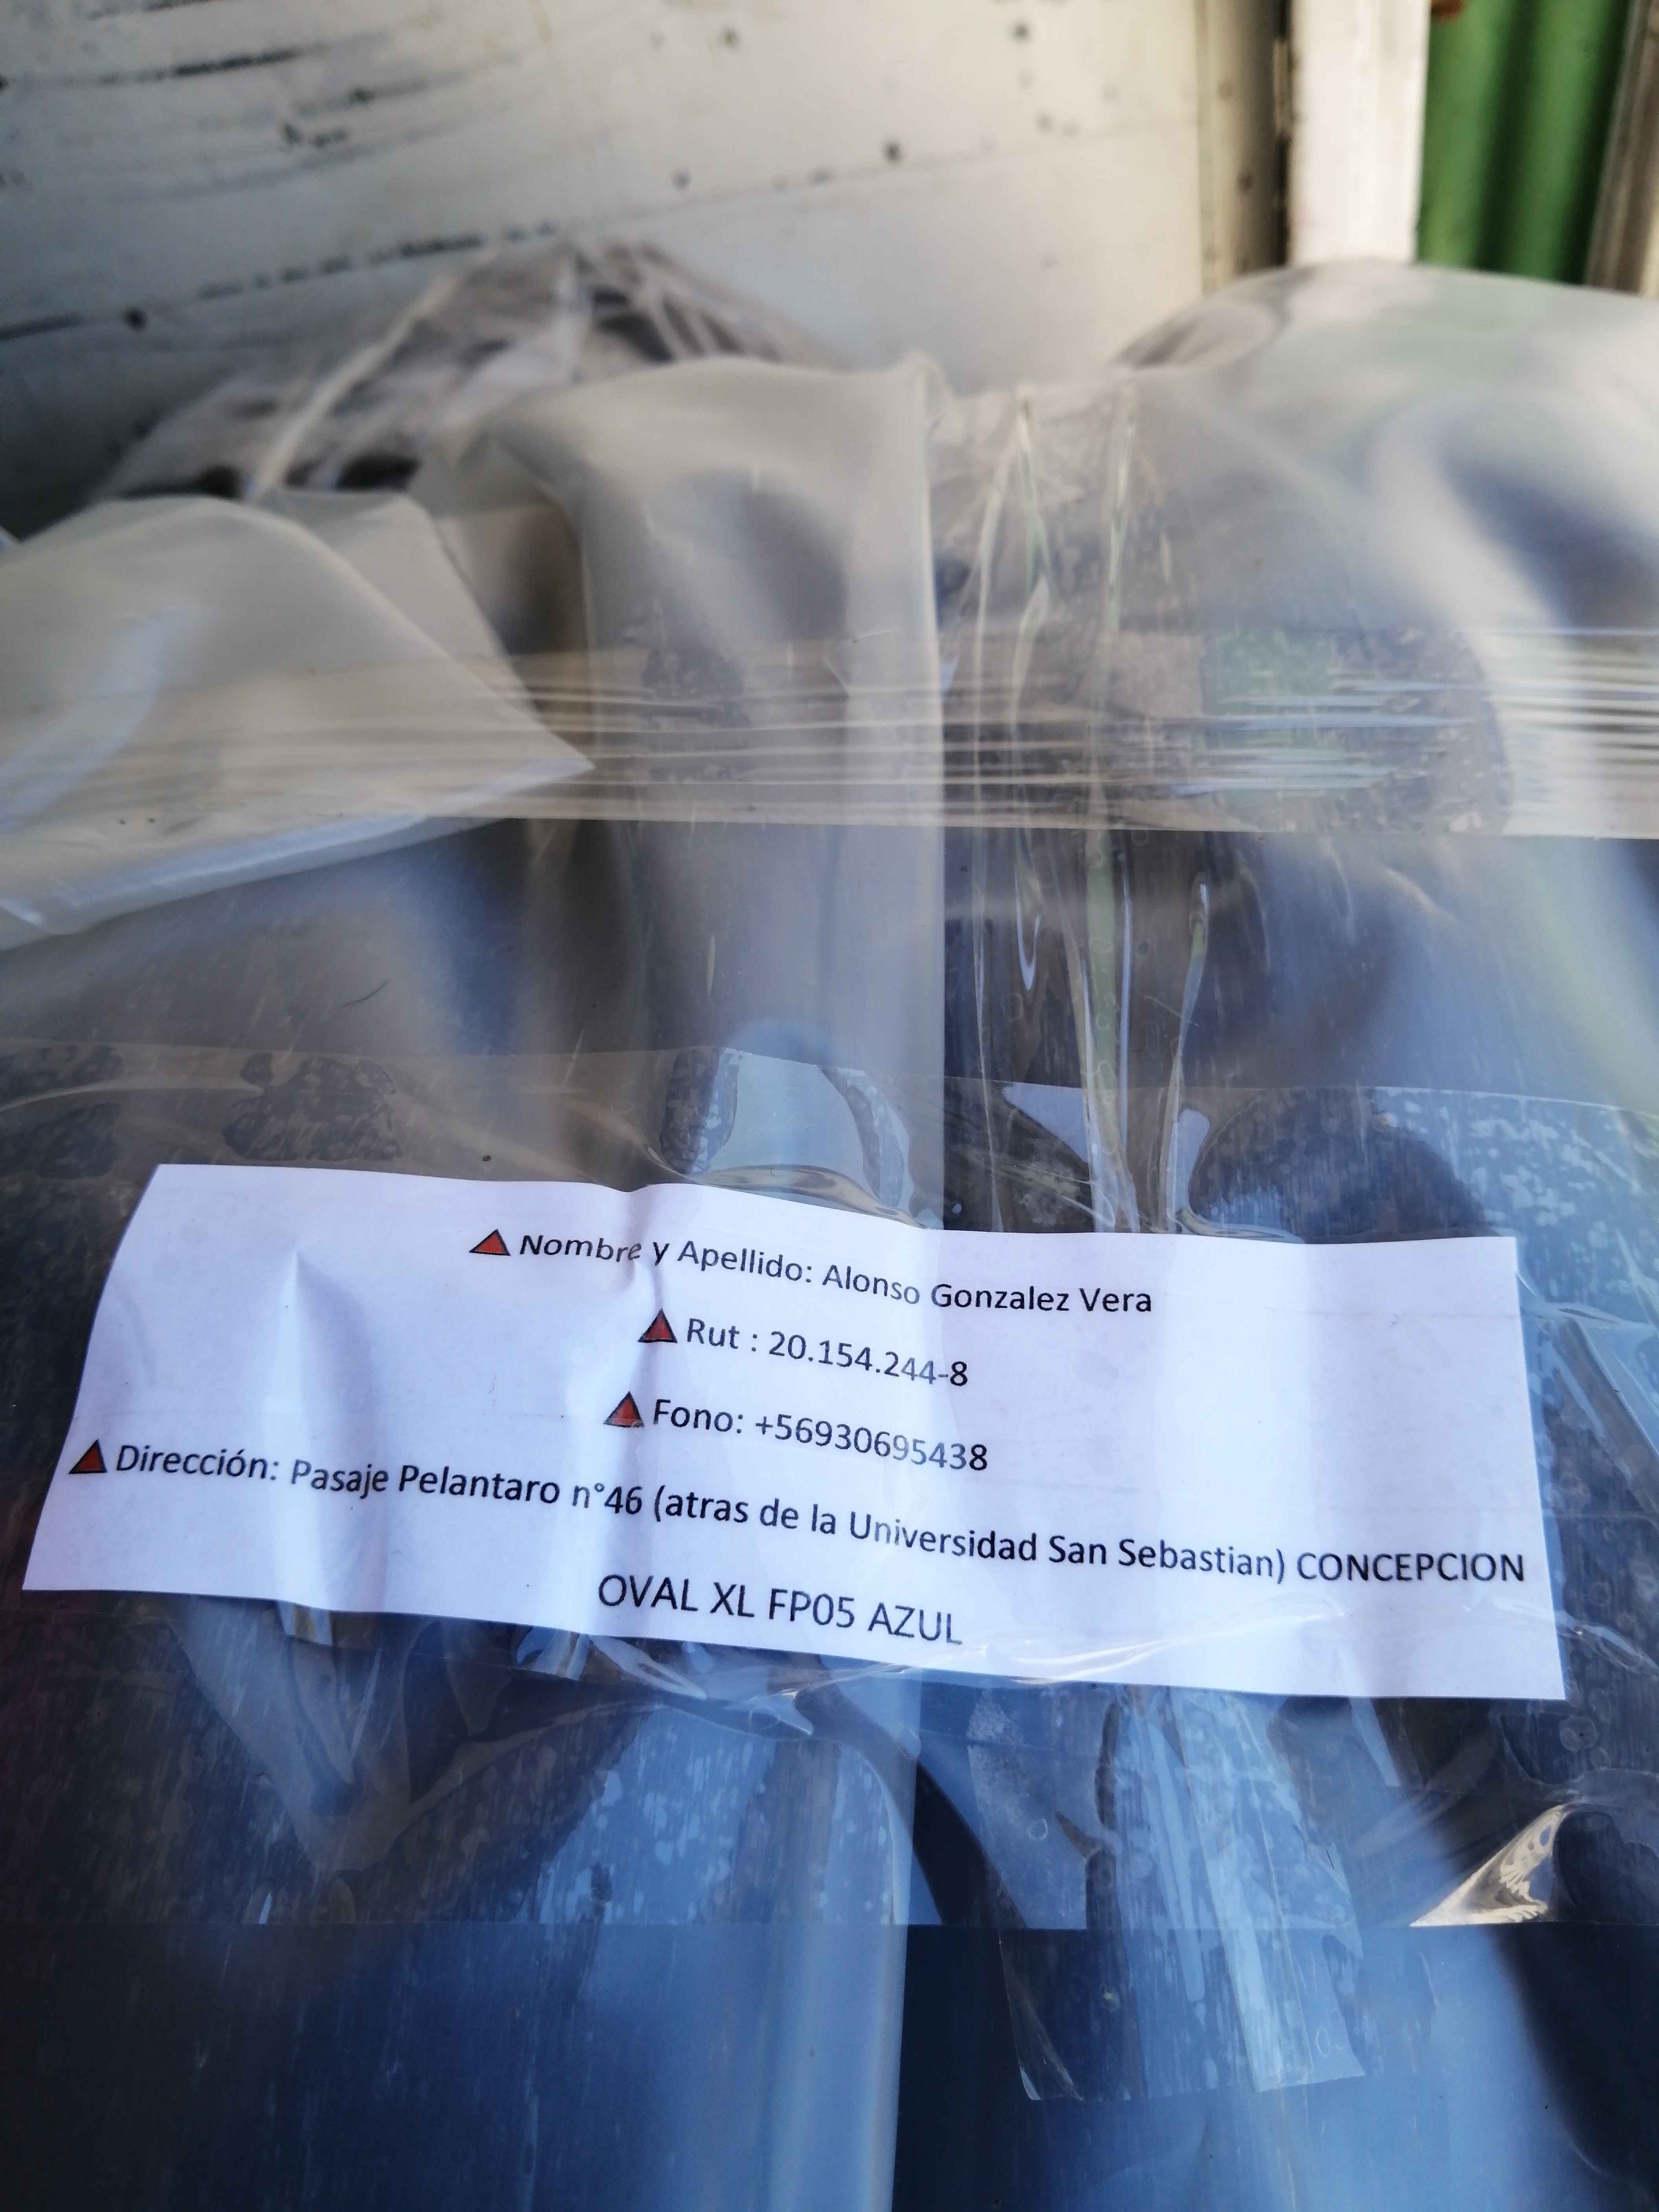 Nombre y Apellido: Alonso Gonzalez Vera
Rut : 20.154.244-8
Fono: +56930695438
Dirección: Pasaje Pelantaro n°46 (atras de la Universidad San Sebastian) CONCEPCION
OVAL XL FP05 AZUL